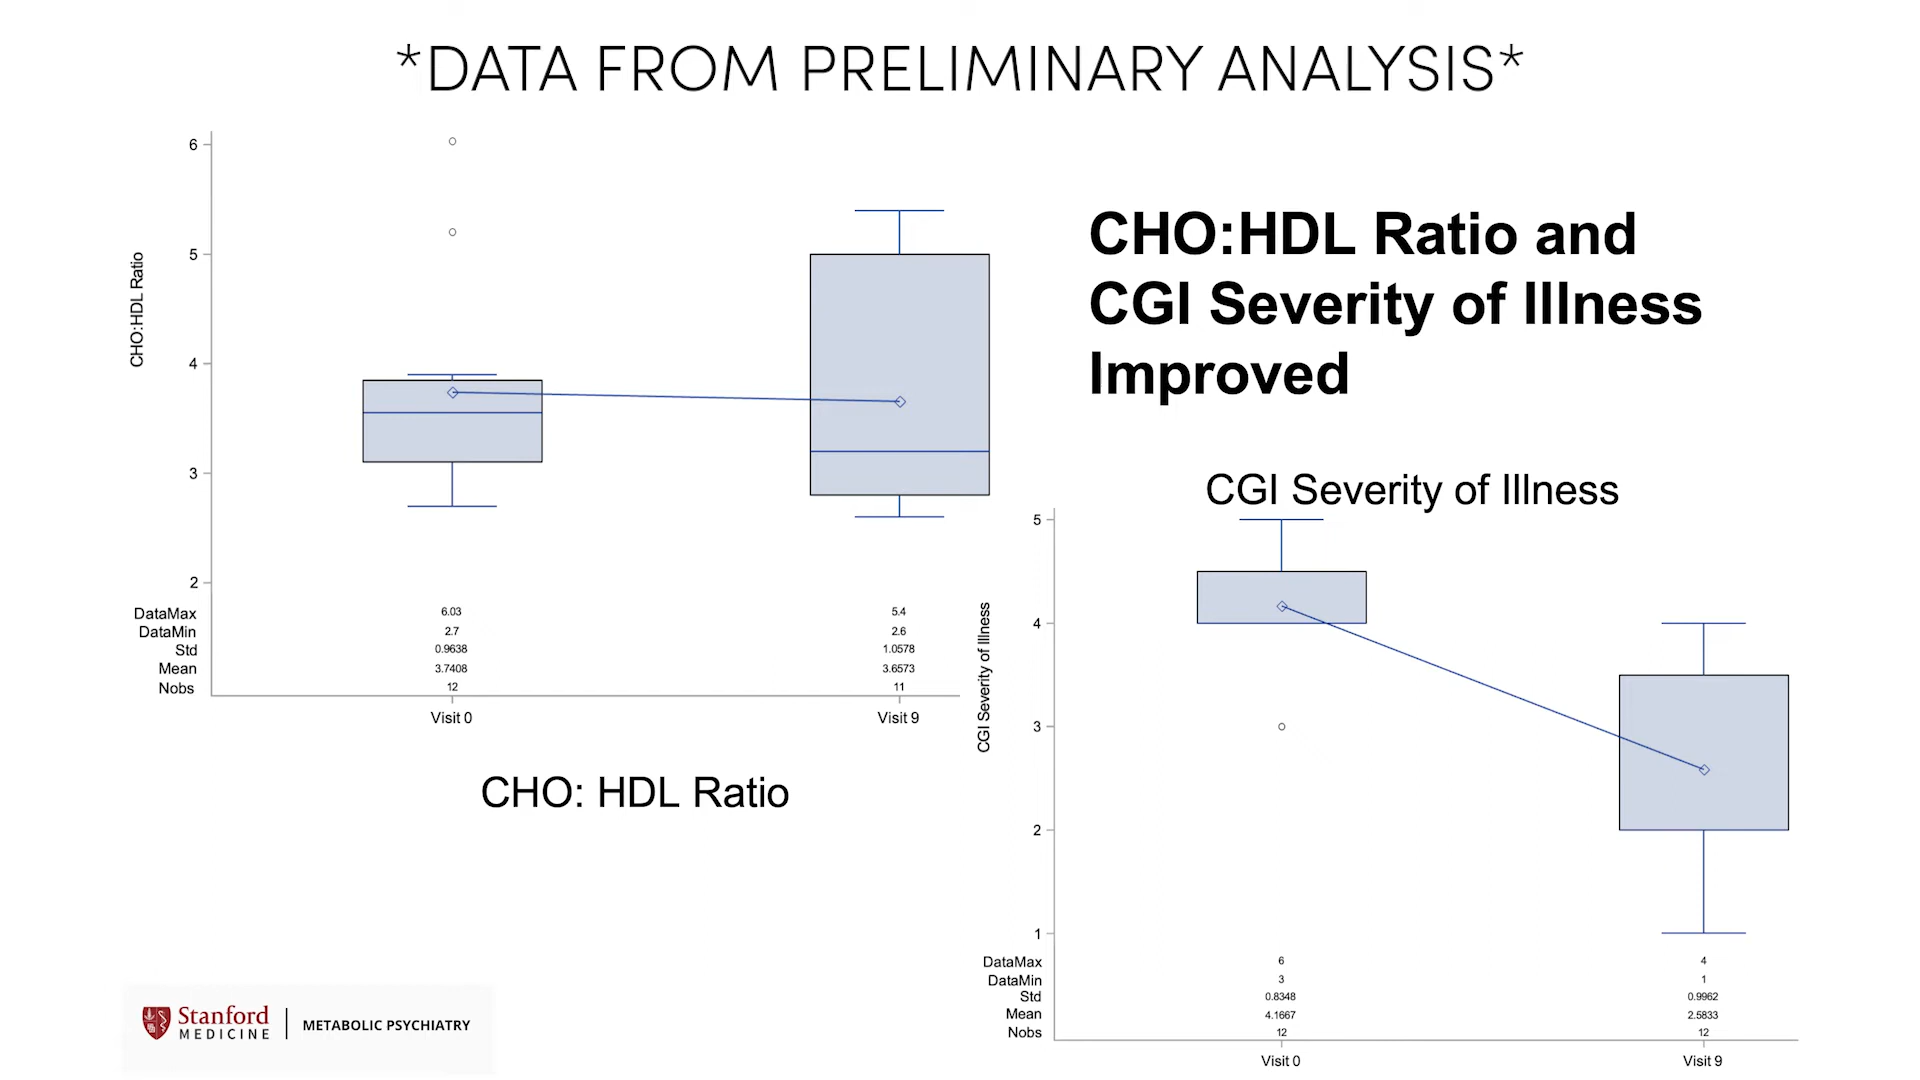 *DATA FROM PRELIMINARY ANALYSIS*
6
5
4
3
2
CHO:HDL Ratio
DataMax 6.03 5.4
DataMin 2.7 2.6
Std 0.9638 1.0578
Mean 3.7408 3.6573
Nobs 12 11
Visit 0 Visit 9
CHO: HDL Ratio
CHO:HDL Ratio and
CGI Severity of Illness
Improved
CGI Severity of Illness
5
4
3
2
1
CGI Severity of Illness
DataMax 6 4
DataMin 3 1
Std 0.8348 0.9962
Mean 4.1667 2.5833
Nobs 12 12
Visit 0 Visit 9
Stanford
MEDICINE
METABOLIC PSYCHIATRY